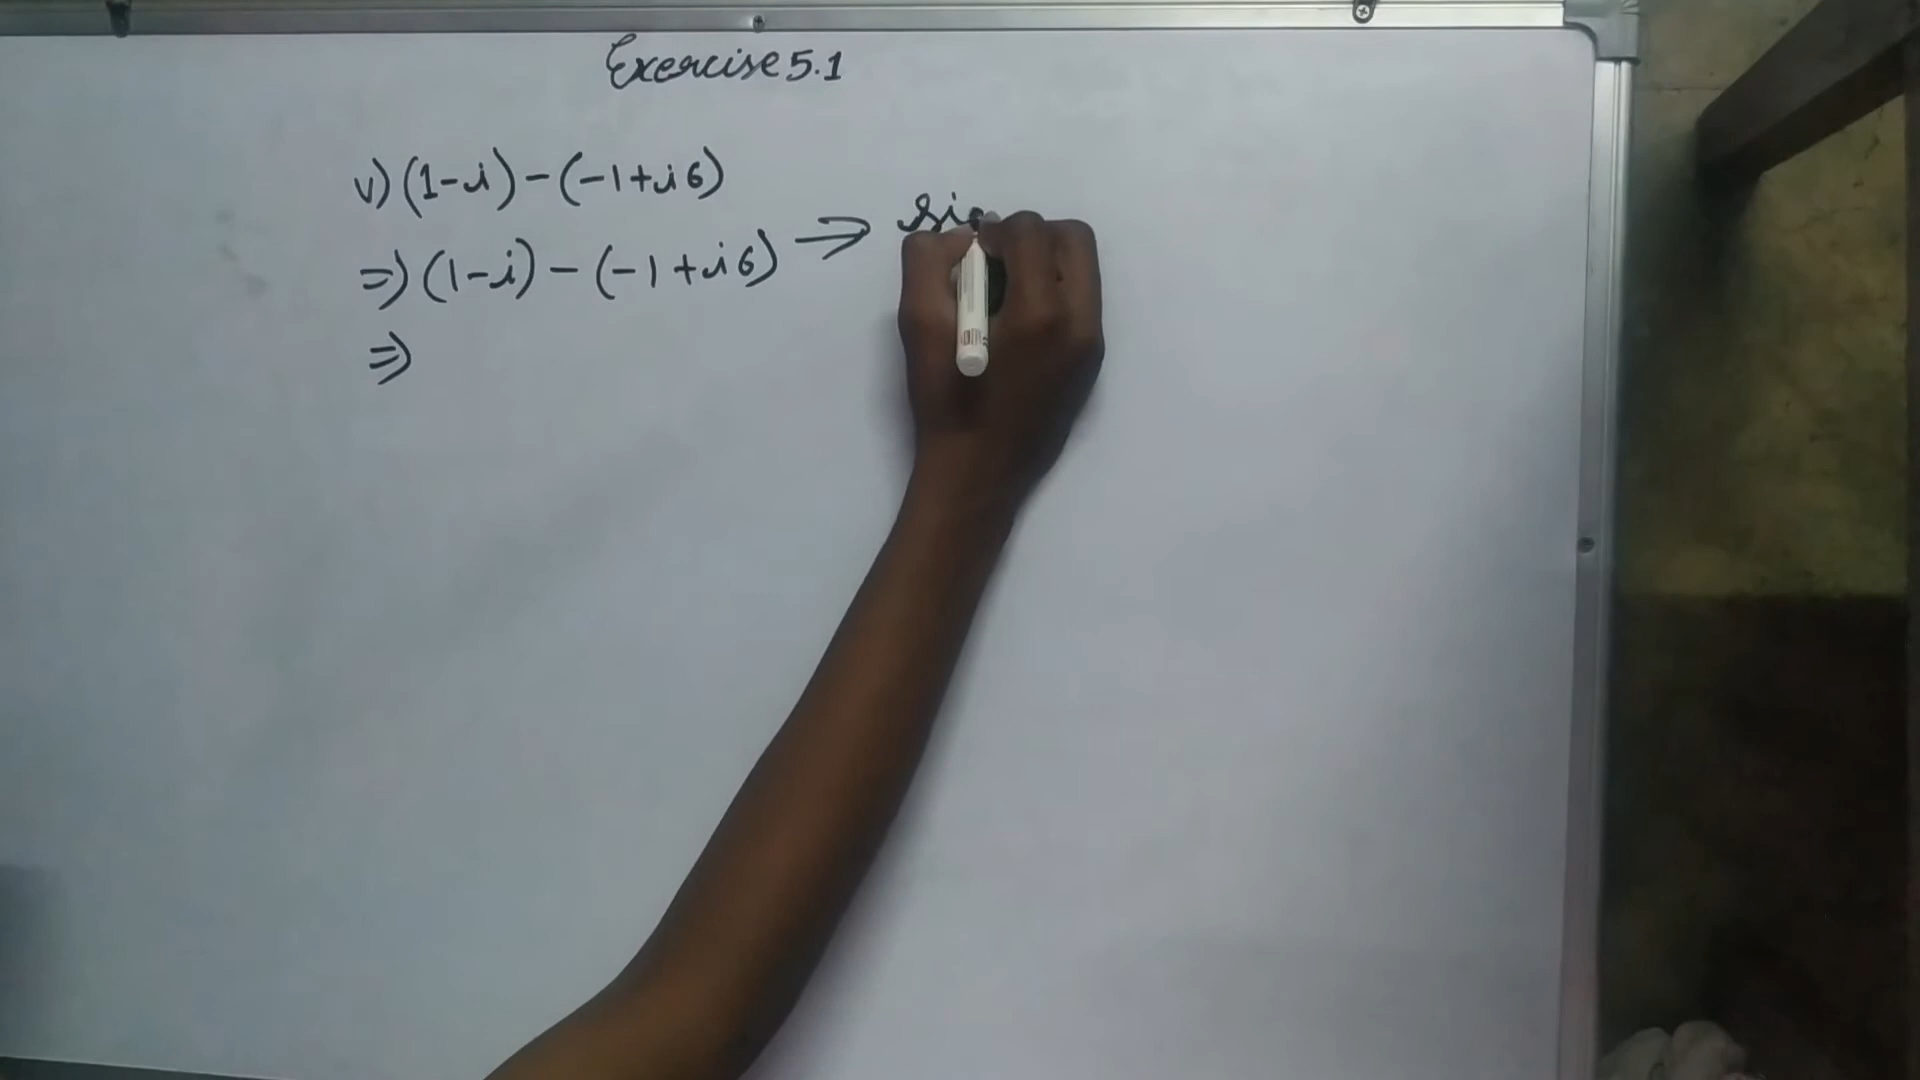 Exercise 5.1
v) (1-i) - (-1+i6)
⇒) (1-i) - (-1+i6) →
⇒)